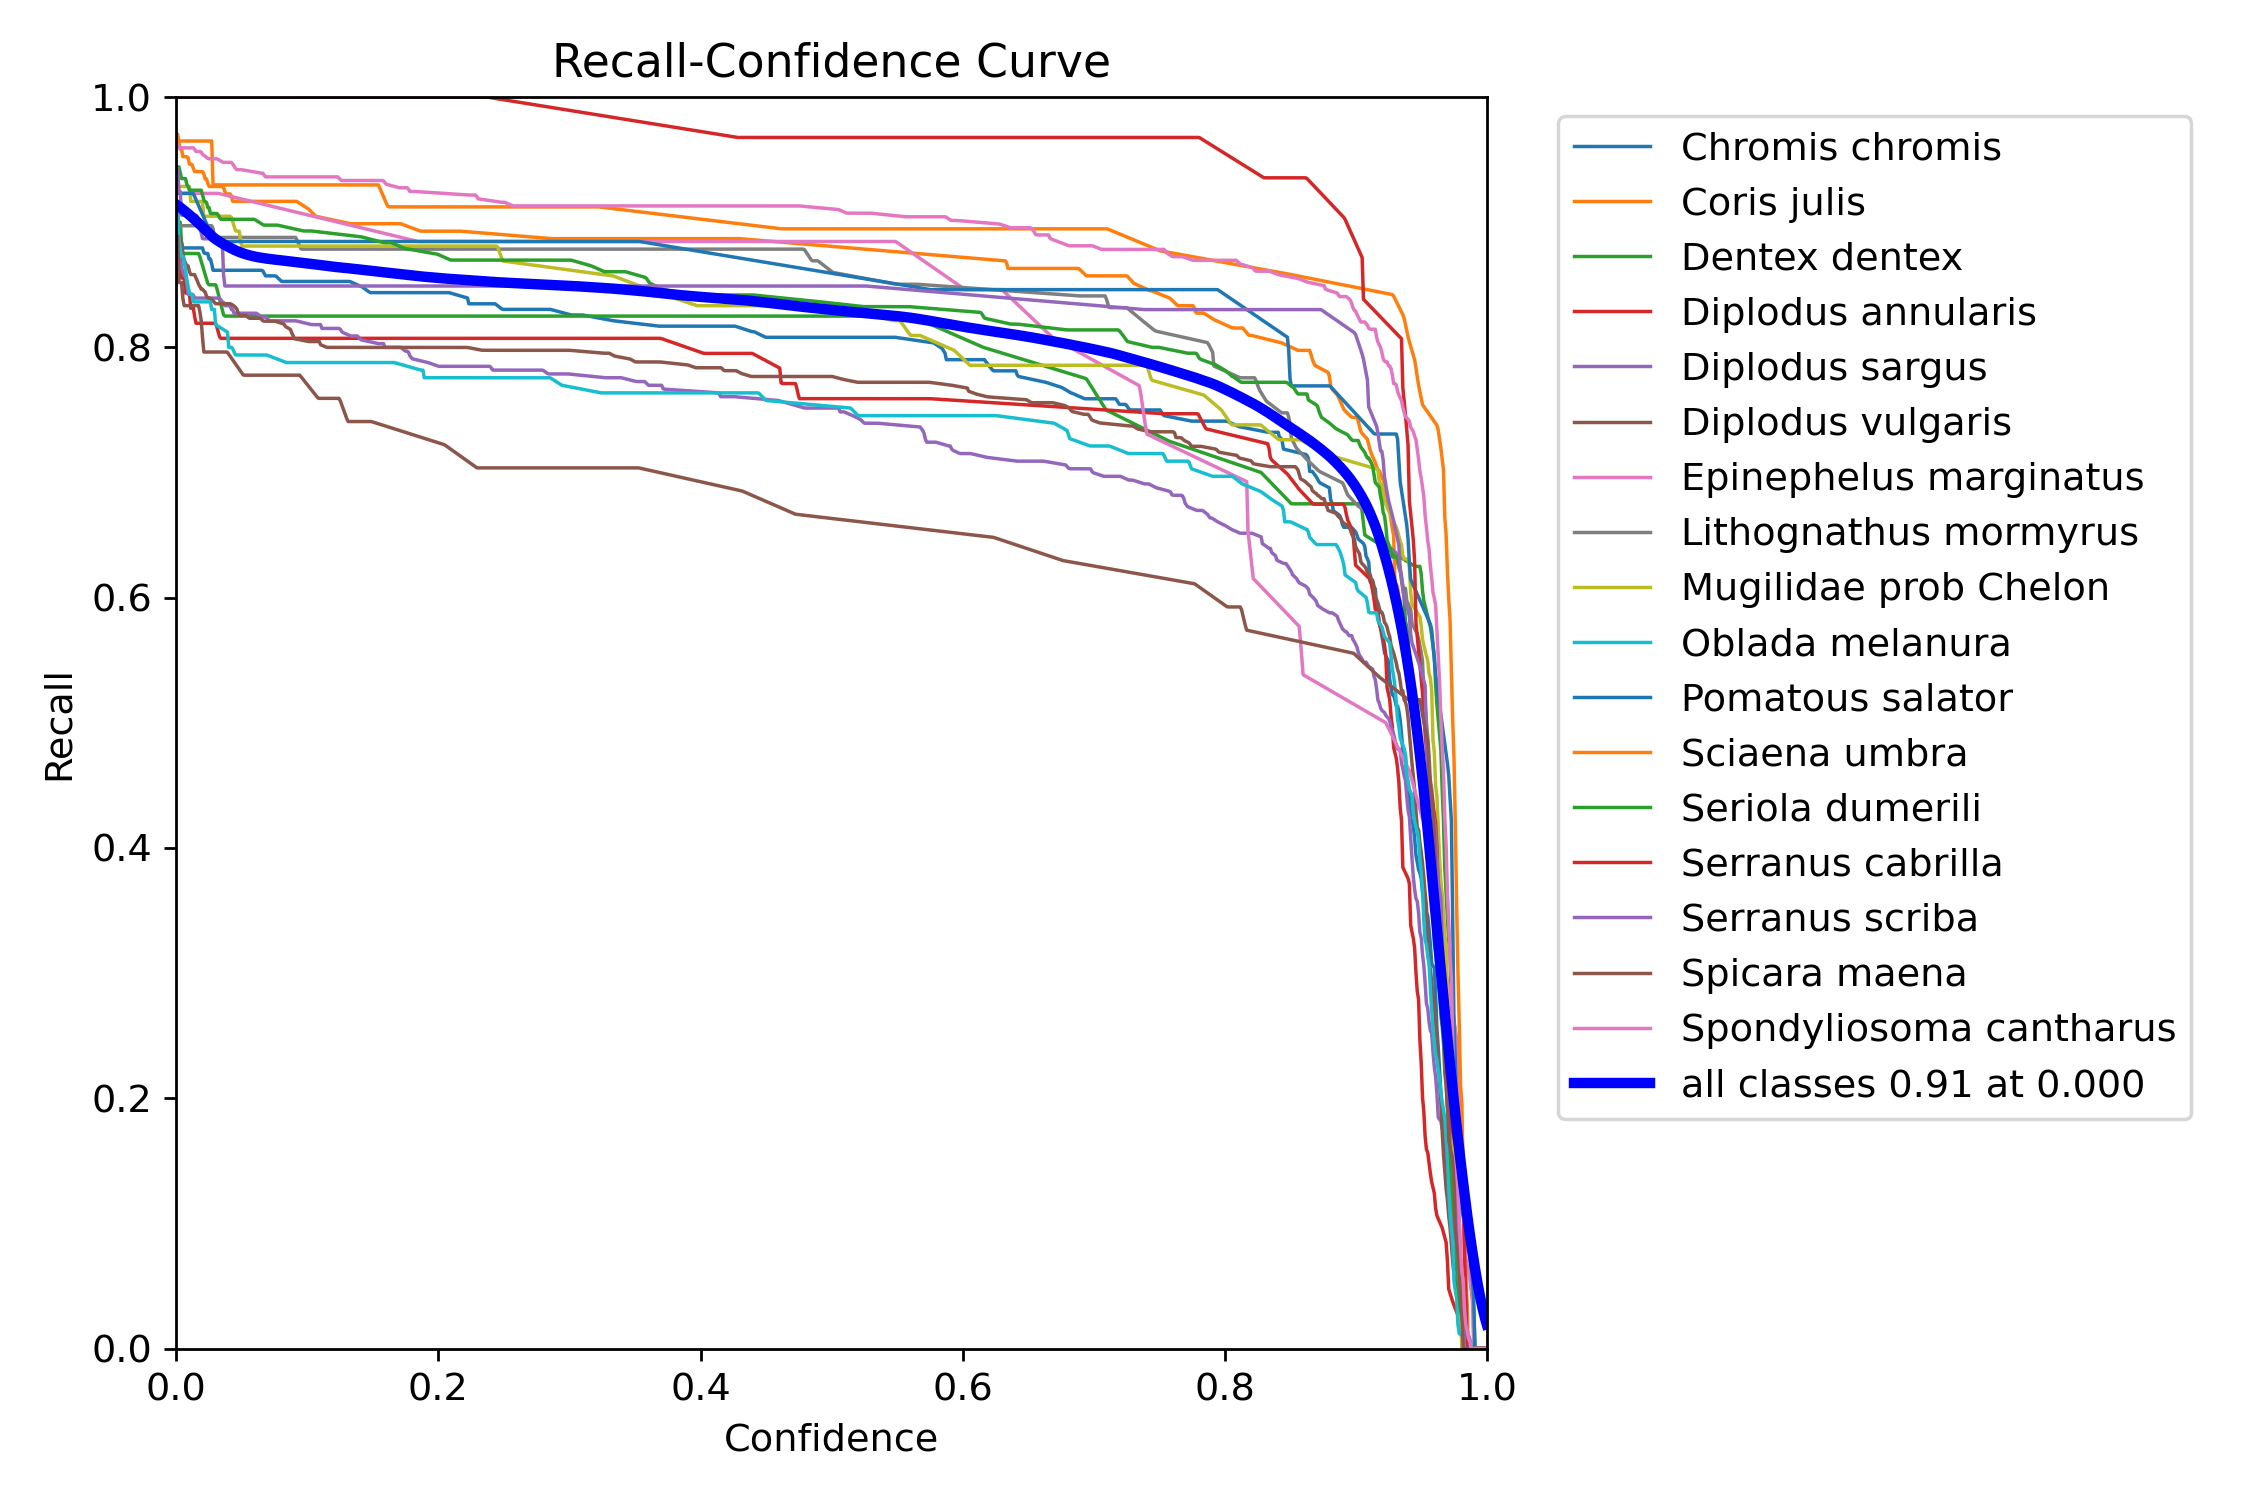 Recall-Confidence Curve
1.0
0.8
0.6
0.4
0.2
0.0
Recall
0.0 0.2 0.4 0.6 0.8 1.0
Confidence
Chromis chromis
Coris julis
Dentex dentex
Diplodus annularis
Diplodus sargus
Diplodus vulgaris
Epinephelus marginatus
Lithognathus mormyrus
Mugilidae prob Chelon
Oblada melanura
Pomatous salator
Sciaena umbra
Seriola dumerili
Serranus cabrilla
Serranus scriba
Spicara maena
Spondyliosoma cantharus
all classes 0.91 at 0.000